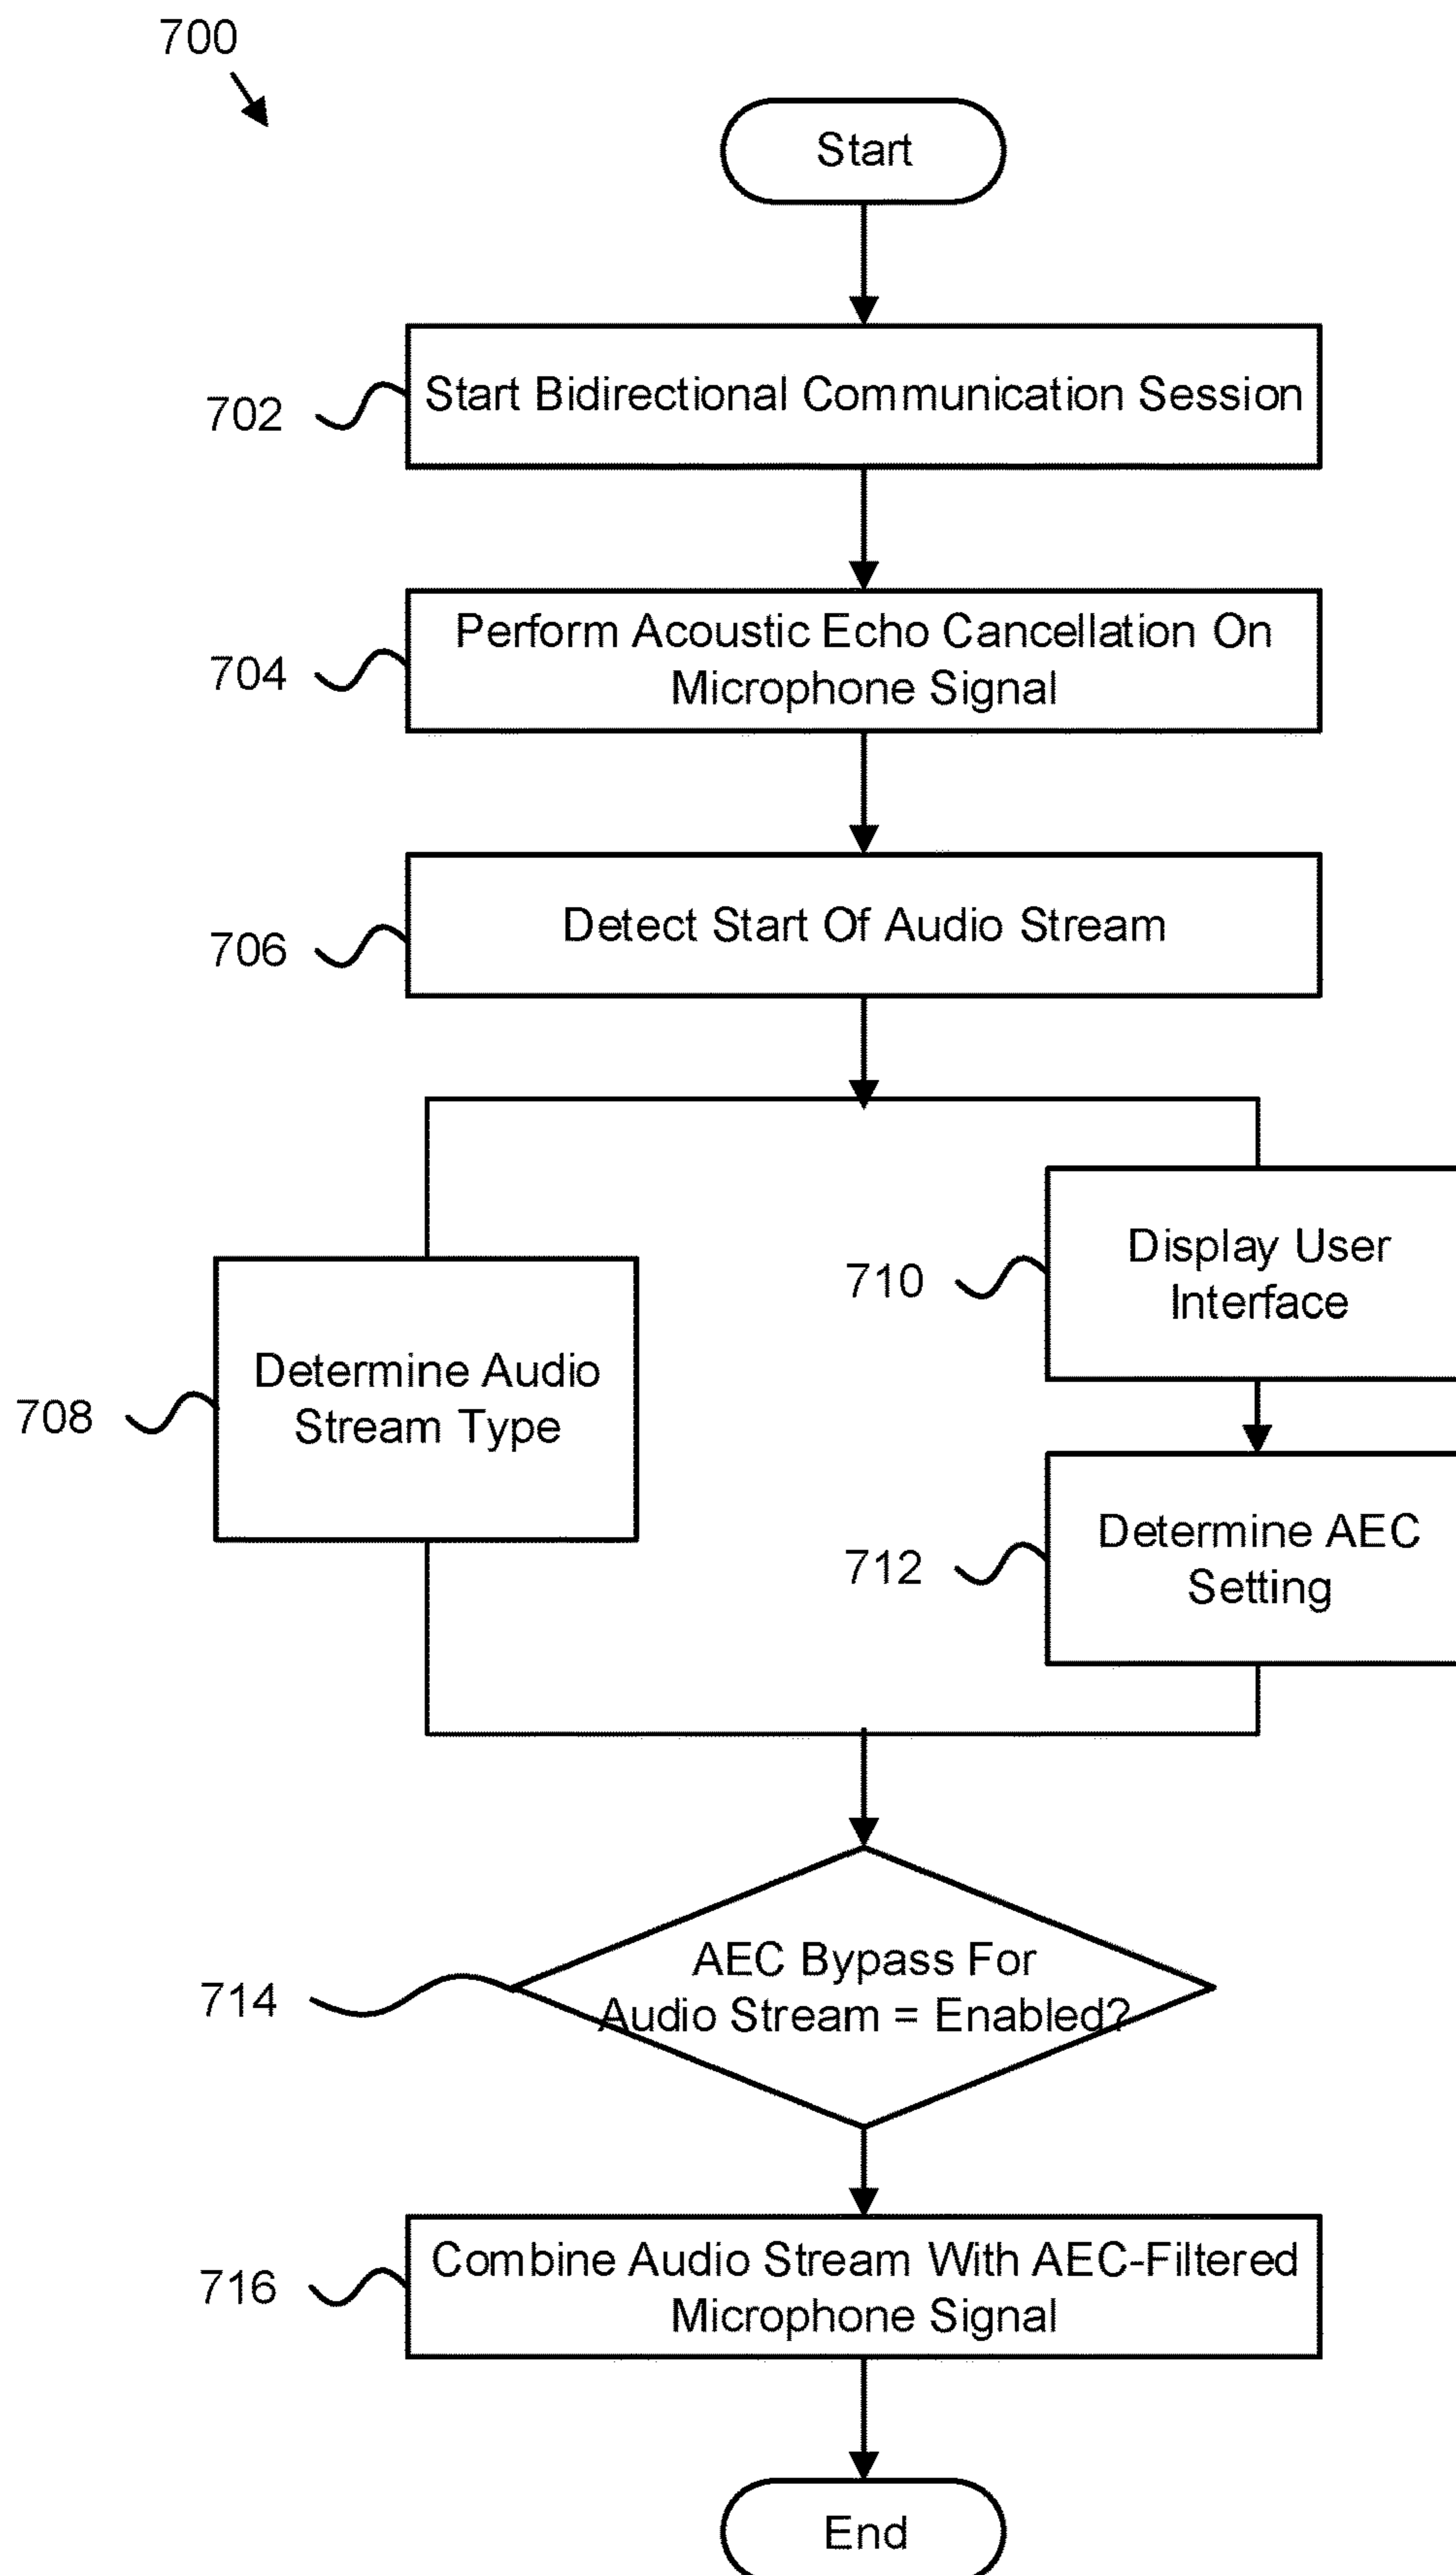 700
Start
702
Start Bidirectional Communication Session
704
Perform Acoustic Echo Cancellation On
Microphone Signal
706
Detect Start Of Audio Stream
708
Determine Audio
Stream Type
710
Display User
Interface
712
Determine AEC
Setting
714
AEC Bypass For
Audio Stream = Enabled?
716
Combine Audio Stream With AEC-Filtered
Microphone Signal
End